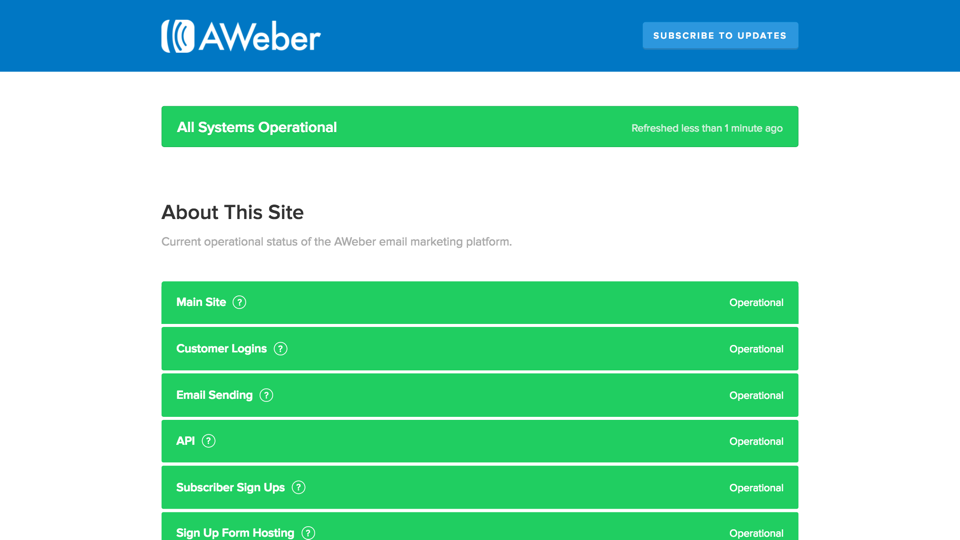 AWeber
SUBSCRIBE TO UPDATES
All Systems Operational
Refreshed less than 1 minute ago
About This Site
Current operational status of the AWeber email marketing platform.
Main Site ?
Operational
Customer Logins ?
Operational
Email Sending ?
Operational
API ?
Operational
Subscriber Sign Ups ?
Operational
Sign Up Form Hosting ?
Operational